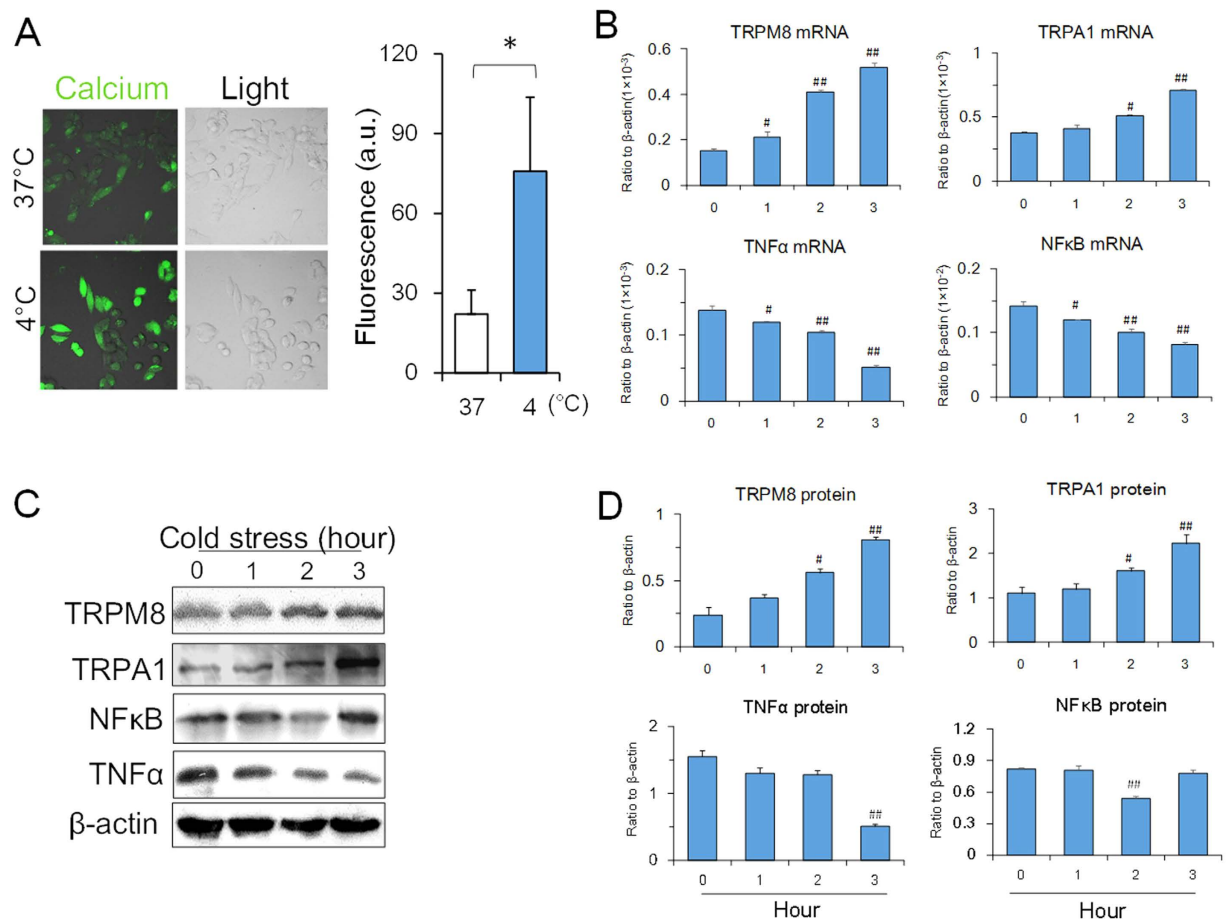 A
Calcium Light
37°C
4°C
Fluorescence (a.u.)
120
90
60
30
0
*
37 4 (°C)
B
TRPM8 mRNA
Ratio to β-actin(1×10⁻³)
0.6
0.4
0.2
0
# ## ##
0 1 2 3
TRPA1 mRNA
Ratio to β-actin(1×10⁻³)
1
0.5
0
# ##
0 1 2 3
TNFα mRNA
Ratio to β-actin (1×10⁻³)
0.2
0.1
0
# ## ##
0 1 2 3
NFκB mRNA
Ratio to β-actin (1×10⁻²)
0.2
0.1
0
# ## ##
0 1 2 3
C
Cold stress (hour)
0 1 2 3
TRPM8
TRPA1
NFκB
TNFα
β-actin
D
TRPM8 protein
Ratio to β-actin
1
0.5
0
# ##
0 1 2 3
TRPA1 protein
Ratio to β-actin
3
2
1
0
# ##
0 1 2 3
TNFα protein
Ratio to β-actin
1.5
1
0.5
0
##
0 1 2 3
Hour
NFκB protein
Ratio to β-actin
0.9
0.6
0.3
0
##
0 1 2 3
Hour